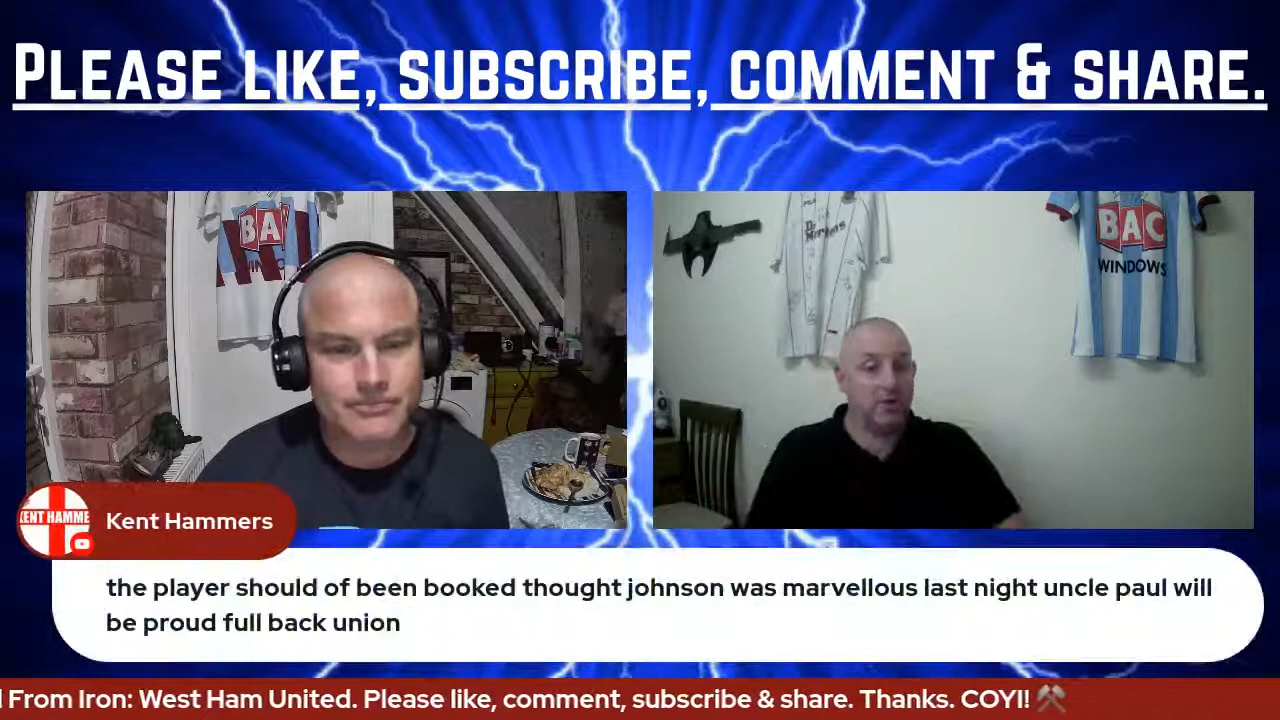 PLEASE LIKE, SUBSCRIBE, COMMENT & SHARE.
BAC
WINDOWS
KENT HAMME
Kent Hammers
the player should of been booked thought johnson was marvellous last night uncle paul will
be proud full back union
From Iron: West Ham United. Please like, comment, subscribe & share. Thanks. COYI! ⚒